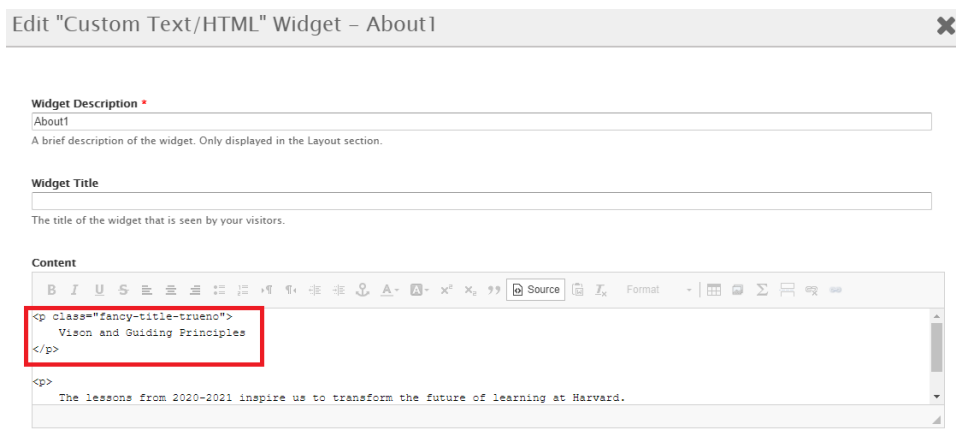 Edit "Custom Text/HTML" Widget – About1
Widget Description *
About1
A brief description of the widget. Only displayed in the Layout section.
Widget Title
The title of the widget that is seen by your visitors.
Content
B I U S A A x² x₂ Source Ix Format Σ
<p class="fancy-title-trueno">
Vison and Guiding Principles
</p>
<p>
The lessons from 2020-2021 inspire us to transform the future of learning at Harvard.